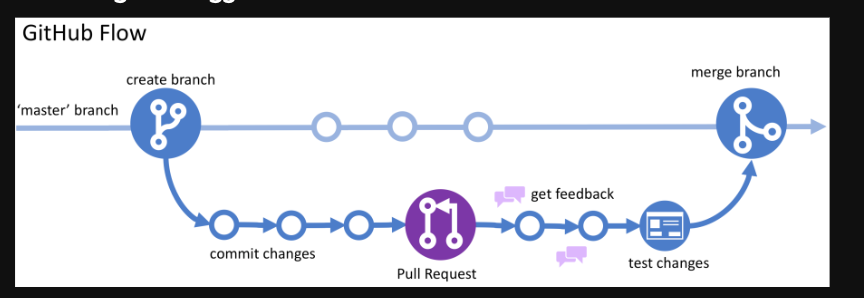 GitHub Flow
create branch
merge branch
'master' branch
get feedback
commit changes
Pull Request
test changes